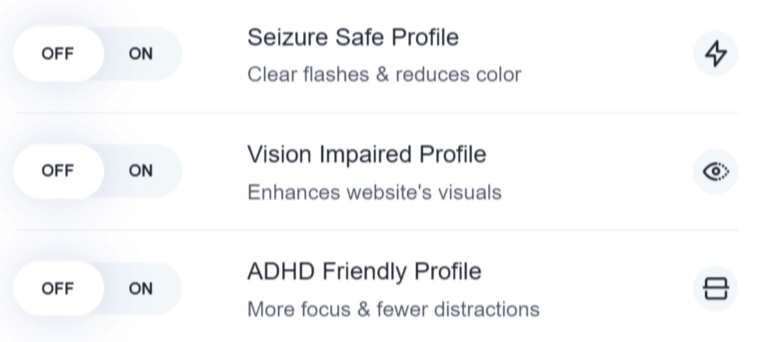 OFF ON Seizure Safe Profile
Clear flashes & reduces color
OFF ON Vision Impaired Profile
Enhances website's visuals
OFF ON ADHD Friendly Profile
More focus & fewer distractions